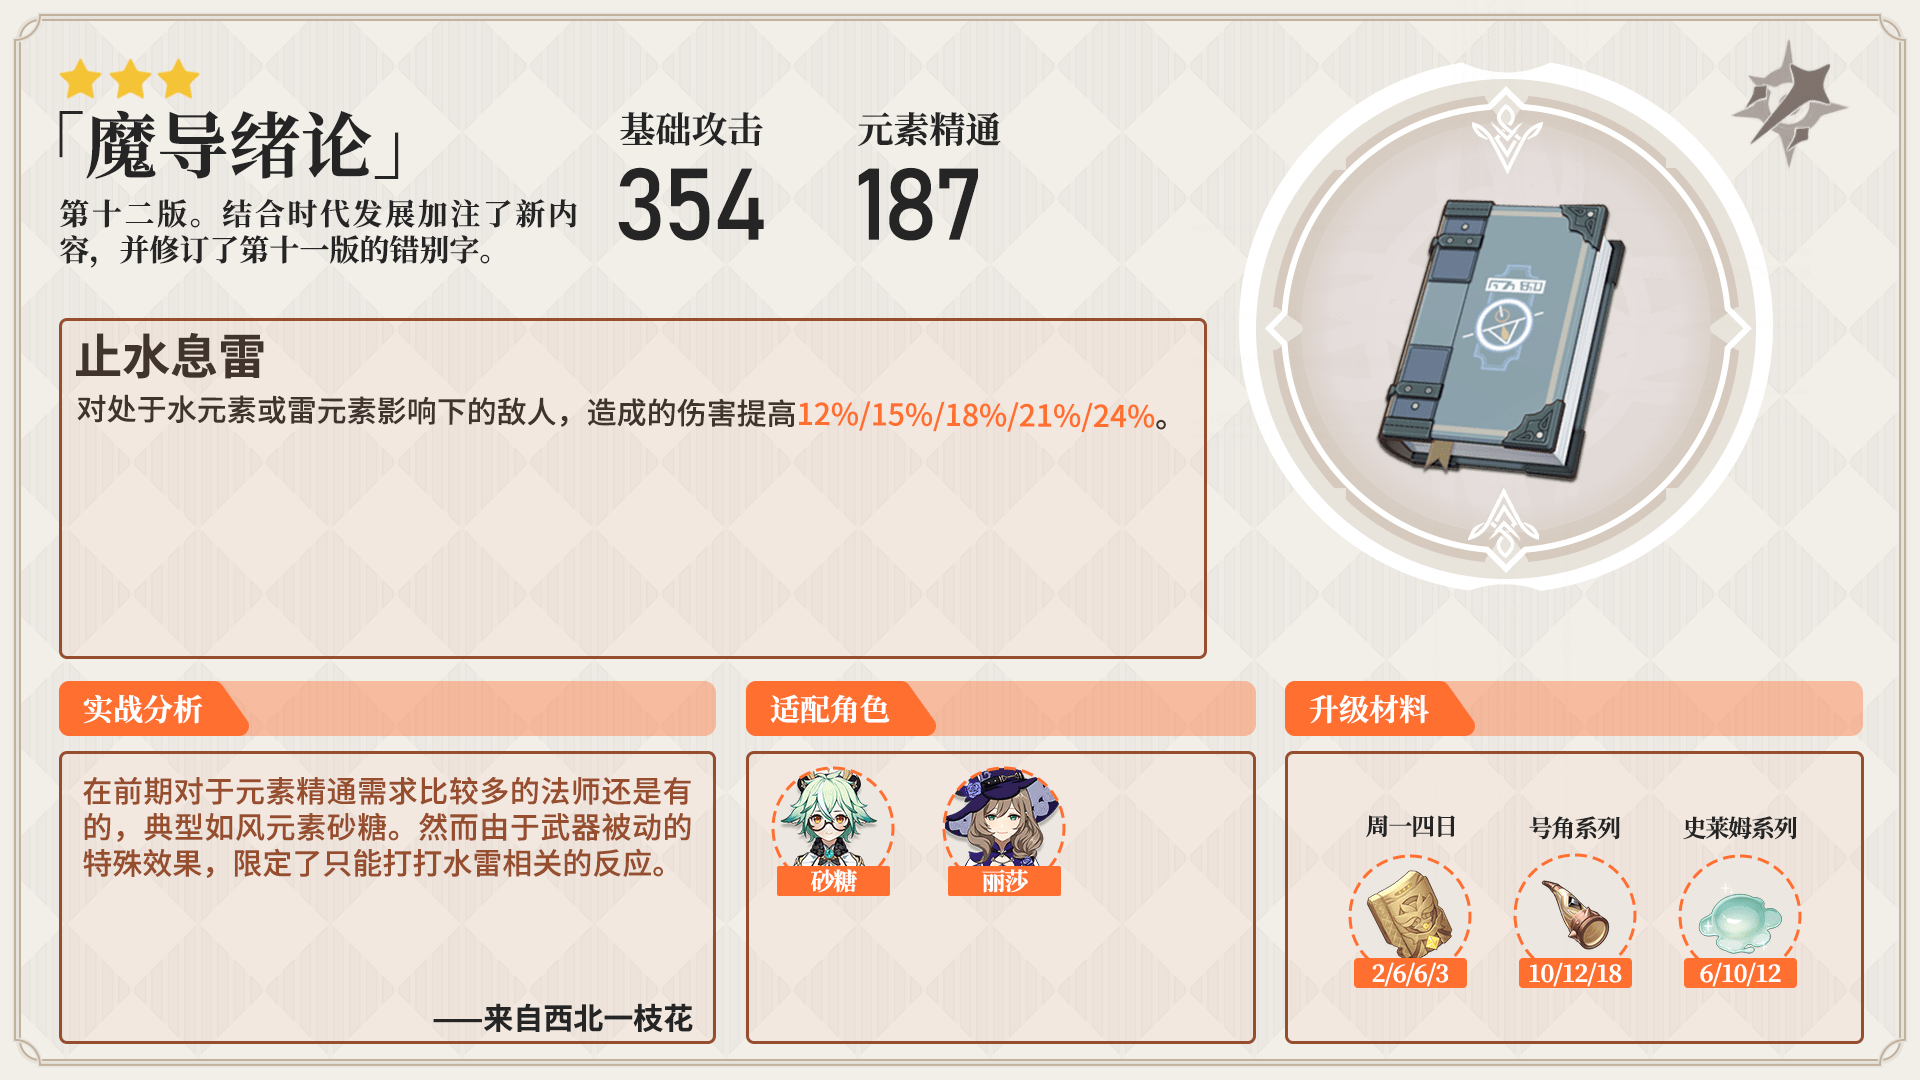 「魔导绪论」
第十二版。结合时代发展加注了新内
容，并修订了第十一版的错别字。
基础攻击
354
元素精通
187
止水息雷
对处于水元素或雷元素影响下的敌人，造成的伤害提高12%/15%/18%/21%/24%。
实战分析
在前期对于元素精通需求比较多的法师还是有
的，典型如风元素砂糖。然而由于武器被动的
特殊效果，限定了只能打打水雷相关的反应。
——来自西北一枝花
适配角色
砂糖
丽莎
升级材料
周一四日
2/6/6/3
号角系列
10/12/18
史莱姆系列
6/10/12